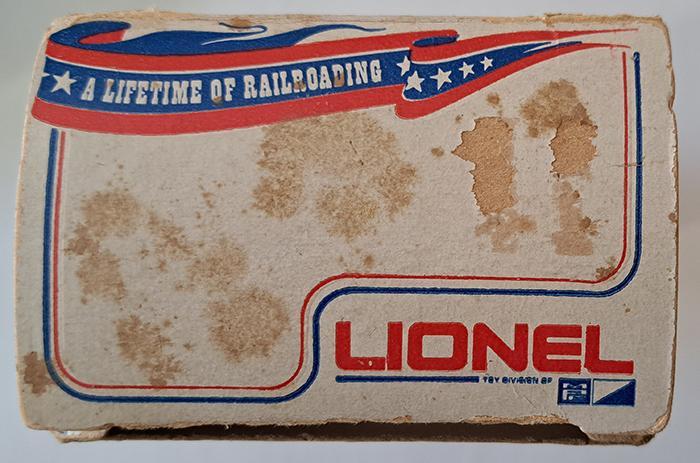 A LIFETIME OF RAILROADING
LIONEL
TOY DIVISION OF